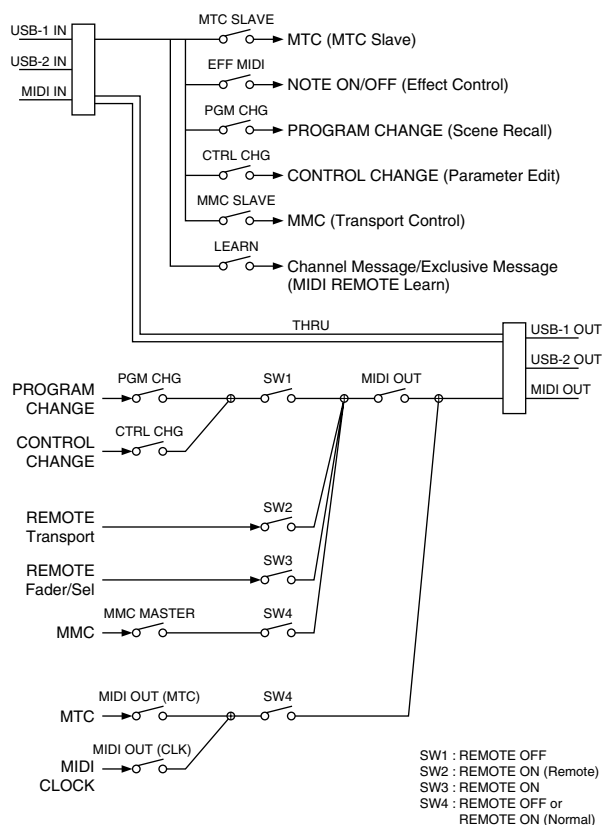 MTC SLAVE
USB-1 IN
MTC (MTC Slave)
EFF MIDI
USB-2 IN
NOTE ON/OFF (Effect Control)
MIDI IN
PGM CHG
PROGRAM CHANGE (Scene Recall)
CTRL CHG
CONTROL CHANGE (Parameter Edit)
MMC SLAVE
MMC (Transport Control)
LEARN
Channel Message/Exclusive Message
(MIDI REMOTE Learn)
THRU
USB-1 OUT
USB-2 OUT
MIDI OUT
PROGRAM
CHANGE
PGM CHG
SW1
MIDI OUT
CONTROL
CHANGE
CTRL CHG
REMOTE
Transport
SW2
REMOTE
Fader/Sel
SW3
MMC
MMC MASTER
SW4
MTC
MIDI OUT (MTC)
SW4
MIDI
CLOCK
MIDI OUT (CLK)
SW1 : REMOTE OFF
SW2 : REMOTE ON (Remote)
SW3 : REMOTE ON
SW4 : REMOTE OFF or
REMOTE ON (Normal)